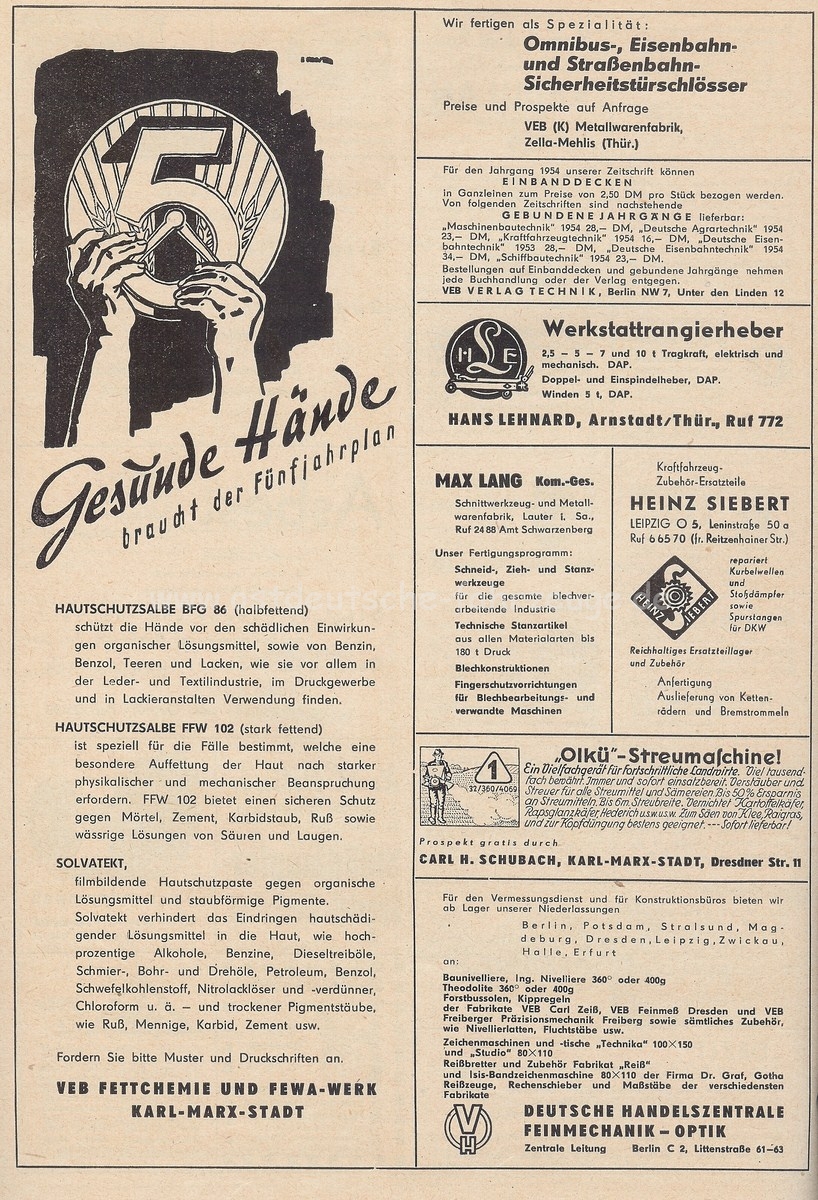 5
Gesunde Hände
braucht der Fünfjahrplan
HAUTSCHUTZSALBE BFG 86 (halbfettend)
schützt die Hände vor den schädlichen Einwirkun-
gen organischer Lösungsmittel, sowie von Benzin,
Benzol, Teeren und Lacken, wie sie vor allem in
der Leder- und Textilindustrie, im Druckgewerbe
und in Lackieranstalten Verwendung finden.
HAUTSCHUTZSALBE FFW 102 (stark fettend)
ist speziell für die Fälle bestimmt, welche eine
besondere Auffettung der Haut nach starker
physikalischer und mechanischer Beanspruchung
erfordern. FFW 102 bietet einen sicheren Schutz
gegen Mörtel, Zement, Karbidstaub, Ruß sowie
wässrige Lösungen von Säuren und Laugen.
SOLVATEKT,
filmbildende Hautschutzpaste gegen organische
Lösungsmittel und staubförmige Pigmente.
Solvatekt verhindert das Eindringen hautschädi-
gender Lösungsmittel in die Haut, wie hoch-
prozentige Alkohole, Benzine, Dieseltreiböle,
Schmier-, Bohr- und Drehöle, Petroleum, Benzol,
Schwefelkohlenstoff, Nitrolacklöser und -verdünner,
Chloroform u. ä. — und trockener Pigmentstäube,
wie Ruß, Mennige, Karbid, Zement usw.
Fordern Sie bitte Muster und Druckschriften an.
VEB FETTCHEMIE UND FEWA-WERK
KARL-MARX-STADT
Wir fertigen als Spezialität:
Omnibus-, Eisenbahn-
und Straßenbahn-
Sicherheitstürschlösser
Preise und Prospekte auf Anfrage
VEB (K) Metallwarenfabrik,
Zella-Mehlis (Thür.)
Für den Jahrgang 1954 unserer Zeitschrift können
EINBANDDECKEN
in Ganzleinen zum Preise von 2,50 DM pro Stück bezogen werden.
Von folgenden Zeitschriften sind nachstehende
GEBUNDENE JAHRGÄNGE lieferbar:
„Maschinenbautechnik" 1954 28,— DM, „Deutsche Agrartechnik" 1954
23,— DM, „Kraftfahrzeugtechnik" 1954 16,— DM, „Deutsche Eisen-
bahntechnik" 1953 28,— DM, „Deutsche Eisenbahntechnik" 1954
34,— DM, „Schiffbautechnik" 1954 23,— DM.
Bestellungen auf Einbanddecken und gebundene Jahrgänge nehmen
jede Buchhandlung oder der Verlag entgegen.
VEB VERLAG TECHNIK, Berlin NW 7, Unter den Linden 12
H L E
Werkstattrangierheber
2,5 — 5 — 7 und 10 t Tragkraft, elektrisch und
mechanisch. DAP.
Doppel- und Einspindelheber, DAP.
Winden 5 t, DAP.
HANS LEHNARD, Arnstadt/Thür., Ruf 772
MAX LANG Kom.-Ges.
Schnittwerkzeug- und Metall-
warenfabrik, Lauter i. Sa.,
Ruf 24 88 Amt Schwarzenberg
Unser Fertigungsprogramm:
Schneid-, Zieh- und Stanz-
werkzeuge
für die gesamte blechver-
arbeitende Industrie
Technische Stanzartikel
aus allen Materialarten bis
180 t Druck
Blechkonstruktionen
Fingerschutzvorrichtungen
für Blechbearbeitungs- und
verwandte Maschinen
Kraftfahrzeug-
Zubehör-Ersatzteile
HEINZ SIEBERT
LEIPZIG O 5, Leninstraße 50 a
Ruf 6 65 70 (fr. Reitzenhainer Str.)
HEINZ SIEBERT
repariert
Kurbelwellen
und
Stoßdämpfer
sowie
Spurstangen
für DKW
Reichhaltiges Ersatzteillager
und Zubehör
Anfertigung
Auslieferung von Ketten-
rädern und Bremstrommeln
1
32/360/4069
„Olkü"-Streumaschine!
Ein Vielfachgerät für fortschrittliche Landwirte. Viel tausend-
fach bewährt. Immer und sofort einsatzbereit. Verstäuber und
Streuer für alle Streumittel und Sämereien. Bis 50% Ersparnis
an Streumitteln. Bis 6m. Streubreite. Vernichtet Kartoffelkäfer,
Rapsglanzkäfer, Hederich u.s.w. u.s.w. Zum Säen von Klee, Raigras,
und zur Kopfdüngung bestens geeignet. --- Sofort lieferbar!
Prospekt gratis durch
CARL H. SCHUBACH, KARL-MARX-STADT, Dresdner Str. 11
Für den Vermessungsdienst und für Konstruktionsbüros bieten wir
ab Lager unserer Niederlassungen
Berlin, Potsdam, Stralsund, Mag-
deburg, Dresden, Leipzig, Zwickau,
Halle, Erfurt
an:
Baunivelliere, Ing. Nivelliere 360° oder 400g
Theodolite 360° oder 400g
Forstbussolen, Kippregeln
der Fabrikate VEB Carl Zeiß, VEB Feinmeß Dresden und VEB
Freiberger Präzisionsmechanik Freiberg sowie sämtliches Zubehör,
wie Nivellierlatten, Fluchtstäbe usw.
Zeichenmaschinen und -tische „Technika" 100×150
und „Studio" 80×110
Reißbretter und Zubehör Fabrikat „Reiß"
und Isis-Bandzeichenmaschine 80×110 der Firma Dr. Graf, Gotha
Reißzeuge, Rechenschieber und Maßstäbe der verschiedensten
Fabrikate
DEUTSCHE HANDELSZENTRALE
FEINMECHANIK – OPTIK
Zentrale Leitung Berlin C 2, Littenstraße 61—63